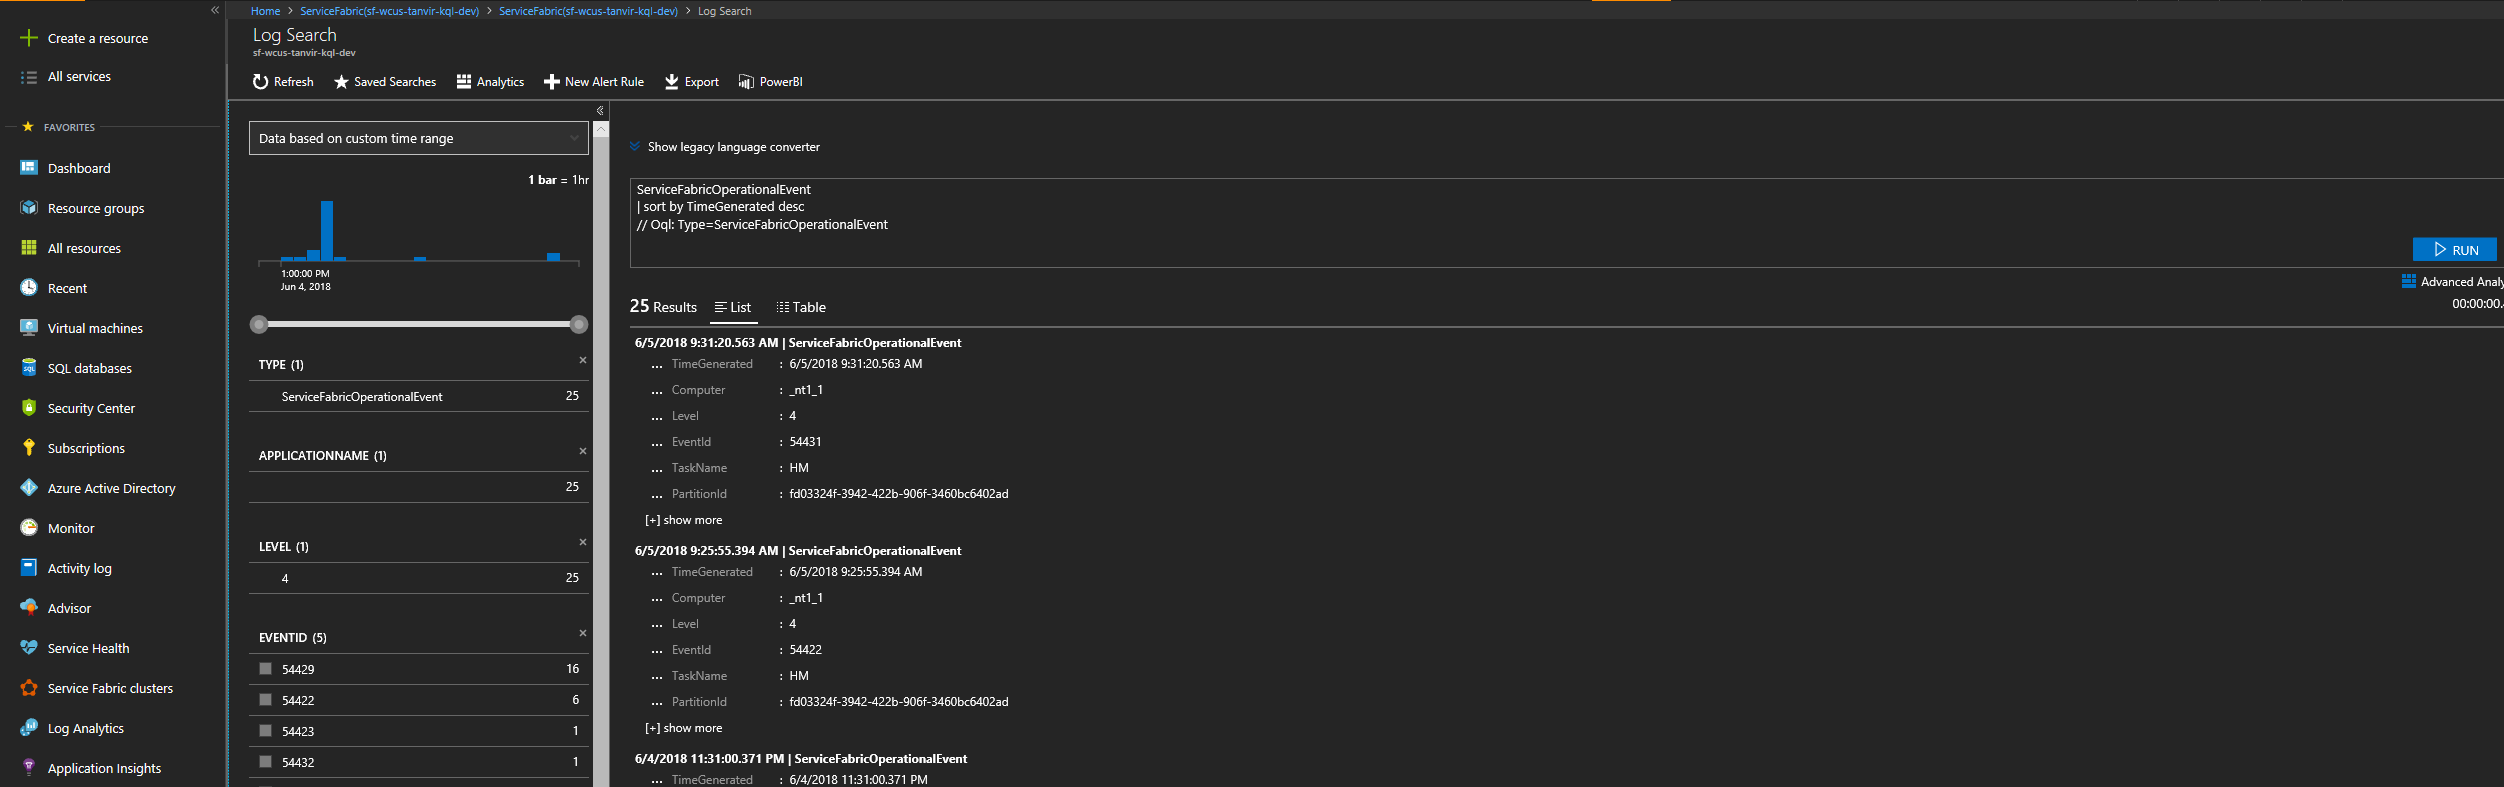 Create a resource
All services
FAVORITES
Dashboard
Resource groups
All resources
Recent
Virtual machines
SQL
SQL databases
Security Center
Subscriptions
Azure Active Directory
Monitor
Activity log
Advisor
Service Health
Service Fabric clusters
Log Analytics
Application Insights
Home > ServiceFabric(sf-wcus-tanvir-kql-dev) > ServiceFabric(sf-wcus-tanvir-kql-dev) > Log Search
Log Search
sf-wcus-tanvir-kql-dev
Refresh Saved Searches Analytics New Alert Rule Export PowerBI
Data based on custom time range
1 bar = 1hr
1:00:00 PM
Jun 4, 2018
TYPE (1)
ServiceFabricOperationalEvent 25
APPLICATIONNAME (1)
25
LEVEL (1)
4 25
EVENTID (5)
54429 16
54422 6
54423 1
54432 1
Show legacy language converter
ServiceFabricOperationalEvent
| sort by TimeGenerated desc
// Oql: Type=ServiceFabricOperationalEvent
RUN
Advanced Analy
00:00:00.
25 Results List Table
6/5/2018 9:31:20.563 AM | ServiceFabricOperationalEvent
... TimeGenerated : 6/5/2018 9:31:20.563 AM
... Computer : _nt1_1
... Level : 4
... EventId : 54431
... TaskName : HM
... PartitionId : fd03324f-3942-422b-906f-3460bc6402ad
[+] show more
6/5/2018 9:25:55.394 AM | ServiceFabricOperationalEvent
... TimeGenerated : 6/5/2018 9:25:55.394 AM
... Computer : _nt1_1
... Level : 4
... EventId : 54422
... TaskName : HM
... PartitionId : fd03324f-3942-422b-906f-3460bc6402ad
[+] show more
6/4/2018 11:31:00.371 PM | ServiceFabricOperationalEvent
... TimeGenerated : 6/4/2018 11:31:00.371 PM